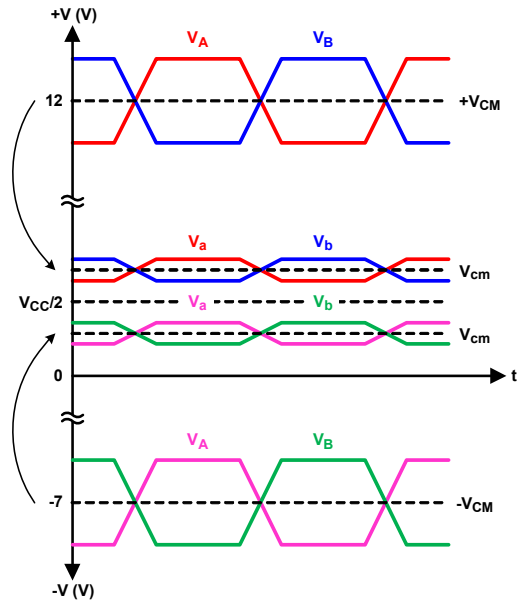 +V (V)
V_A V_B
12 +V_CM
V_a V_b
V_cm
V_CC/2 V_a V_b
V_cm
0 t
V_A V_B
-7 -V_CM
-V (V)